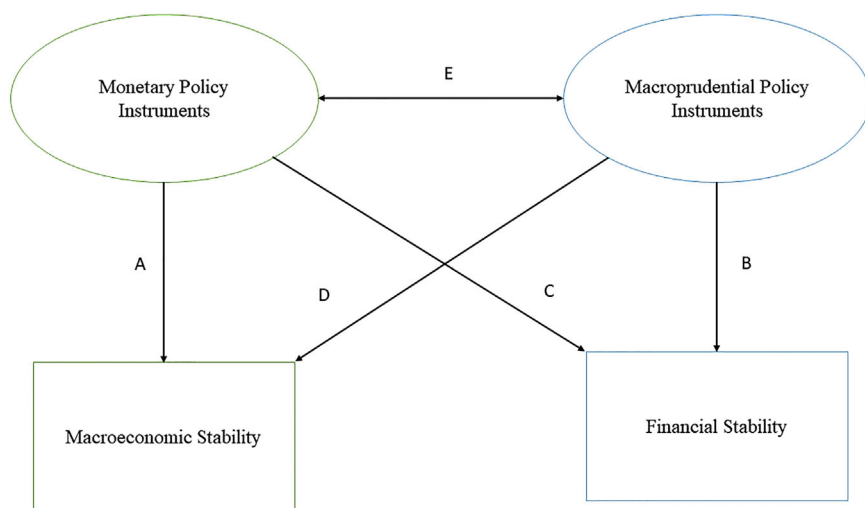 E
Monetary Policy
Instruments
Macroprudential Policy
Instruments
A
B
D
C
Macroeconomic Stability
Financial Stability